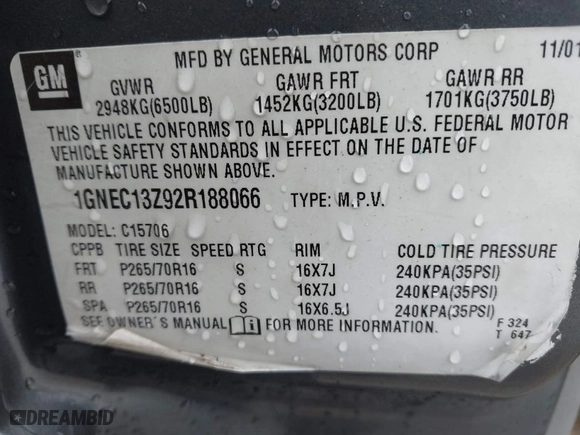 GM
MFD BY GENERAL MOTORS CORP 11/01
GVWR GAWR FRT GAWR RR
2948KG(6500LB) 1452KG(3200LB) 1701KG(3750LB)
THIS VEHICLE CONFORMS TO ALL APPLICABLE U.S. FEDERAL MOTOR
VEHICLE SAFETY STANDARDS IN EFFECT ON THE DATE OF
MANUFACTURE SHOWN ABOVE.
1GNEC13Z92R188066 TYPE: M.P.V.
MODEL: C15706
CPPB TIRE SIZE SPEED RTG RIM COLD TIRE PRESSURE
FRT P265/70R16 S 16X7J 240KPA(35PSI)
RR P265/70R16 S 16X7J 240KPA(35PSI)
SPA P265/70R16 S 16X6.5J 240KPA(35PSI)
SEE OWNER'S MANUAL FOR MORE INFORMATION. F 324
T 647
DREAMBID